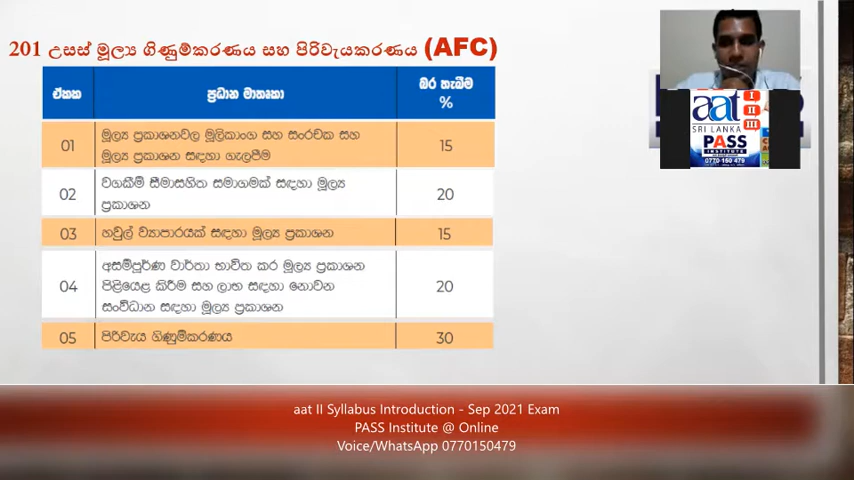 201 උසස් මූල්‍ය ගිණුම්කරණය සහ පිරිවැයකරණය (AFC)
ඒකක
ප්‍රධාන මාතෘකා
බර තැබීම
%
01
මූල්‍ය ප්‍රකාශනවල මූලිකාංග සහ සංරචක සහ
මූල්‍ය ප්‍රකාශන සඳහා ගැලපීම්
15
02
වගකීම් සීමාසහිත සමාගමක් සඳහා මූල්‍ය
ප්‍රකාශන
20
03
හවුල් ව්‍යාපාරයක් සඳහා මූල්‍ය ප්‍රකාශන
15
04
අසම්පූර්ණ වාර්තා භාවිත කර මූල්‍ය ප්‍රකාශන
පිළියෙළ කිරීම සහ ලාභ සඳහා නොවන
සංවිධාන සඳහා මූල්‍ය ප්‍රකාශන
20
05
පිරිවැය ගිණුම්කරණය
30
aat
I
II
III
SRI LANKA
PASS
INSTITUTE
0770 150 479
aat II Syllabus Introduction - Sep 2021 Exam
PASS Institute @ Online
Voice/WhatsApp 0770150479